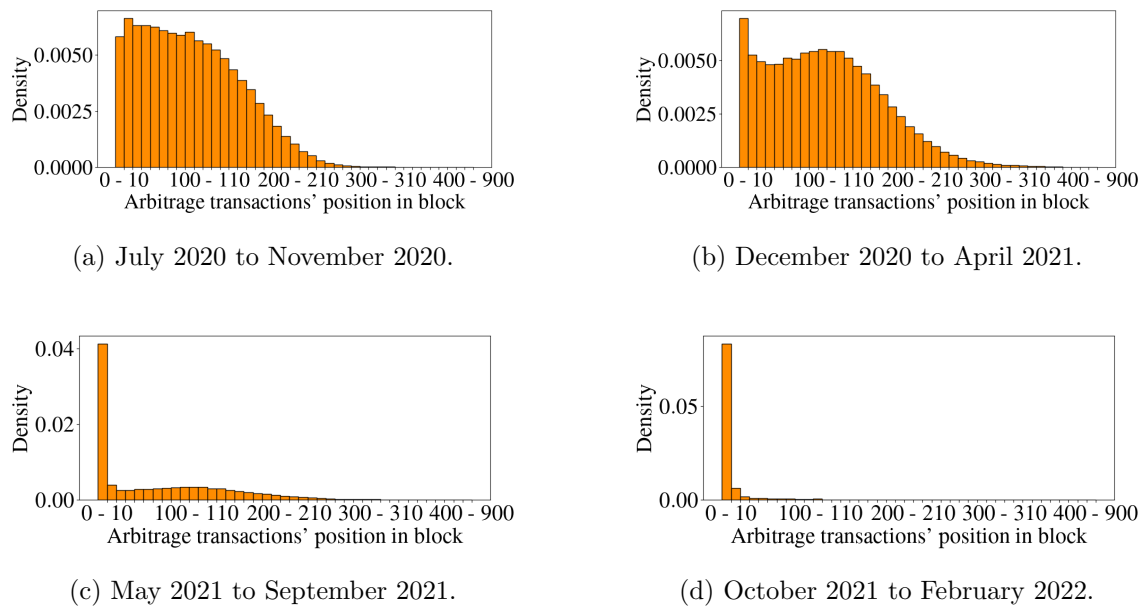 Density
0.0050
0.0025
0.0000
0 - 10 100 - 110 200 - 210 300 - 310 400 - 900
Arbitrage transactions’ position in block
(a) July 2020 to November 2020.
Density
0.0050
0.0025
0.0000
0 - 10 100 - 110 200 - 210 300 - 310 400 - 900
Arbitrage transactions’ position in block
(b) December 2020 to April 2021.
Density
0.04
0.02
0.00
0 - 10 100 - 110 200 - 210 300 - 310 400 - 900
Arbitrage transactions’ position in block
(c) May 2021 to September 2021.
Density
0.05
0.00
0 - 10 100 - 110 200 - 210 300 - 310 400 - 900
Arbitrage transactions’ position in block
(d) October 2021 to February 2022.